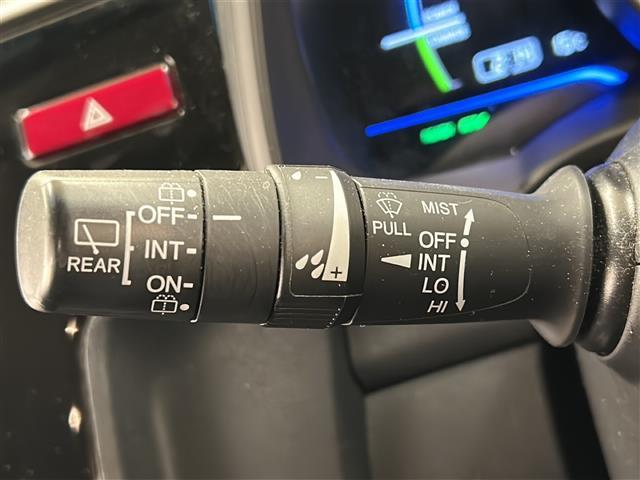 OFF
INT
REAR
ON
-
+
PULL
MIST
OFF
INT
LO
HI